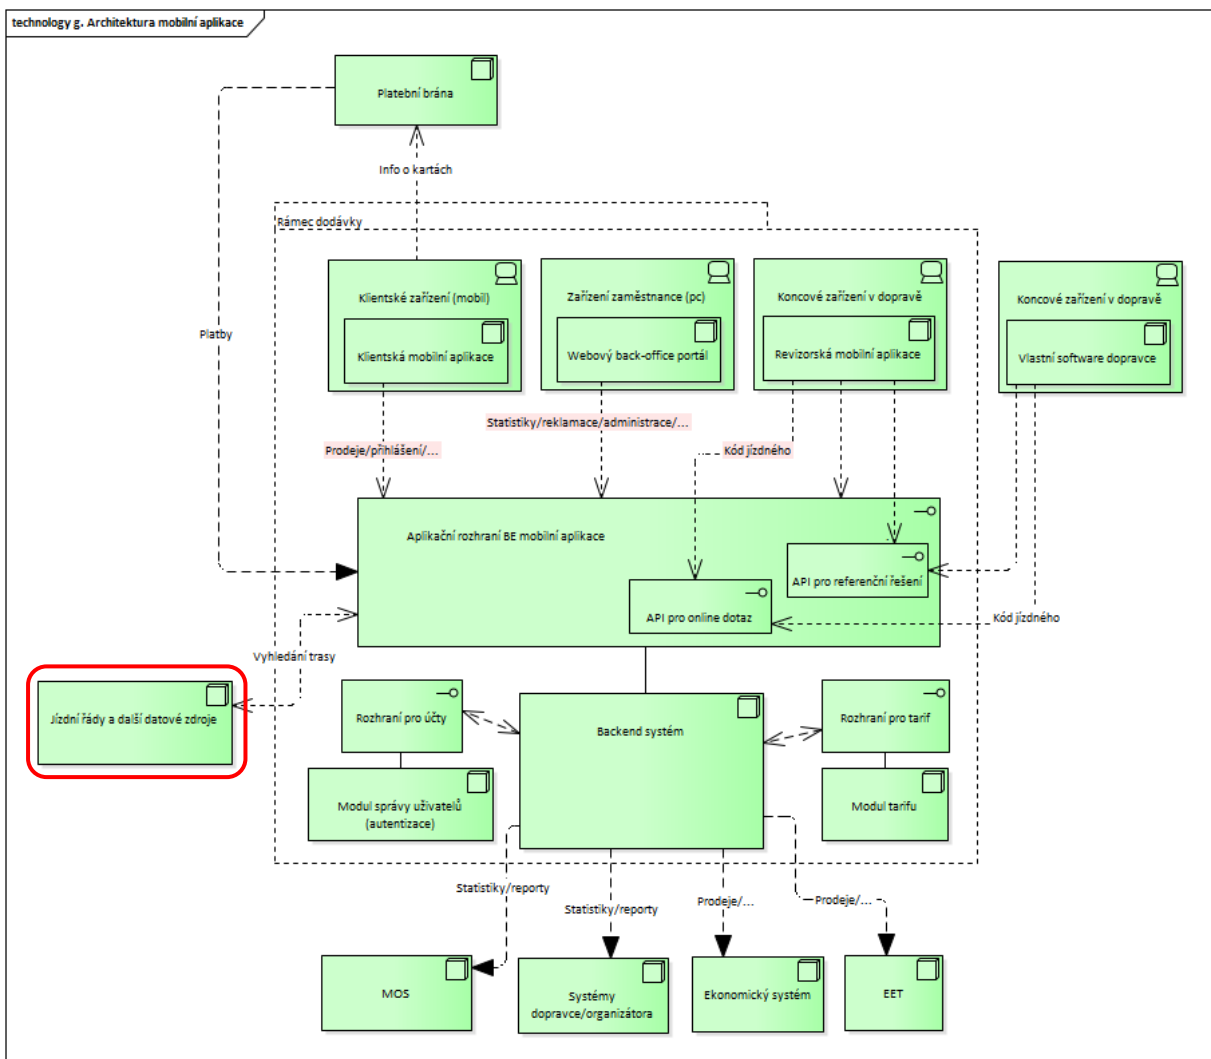 technology g. Architektura mobilní aplikace
Platební brána
Info o kartách
Rámec dodávky
Klientské zařízení (mobil)
Klientská mobilní aplikace
Zařízení zaměstnance (pc)
Webový back-office portál
Koncové zařízení v dopravě
Revizorská mobilní aplikace
Koncové zařízení v dopravě
Vlastní software dopravce
Platby
Statistiky/reklamace/administrace/...
Prodeje/přihlášení/...
Kód jízdného
Aplikační rozhraní BE mobilní aplikace
API pro referenční řešení
API pro online dotaz
Kód jízdného
Vyhledání trasy
Jízdní řády a další datové zdroje
Rozhraní pro účty
Backend systém
Rozhraní pro tarif
Modul správy uživatelů
(autentizace)
Modul tarifu
Statistiky/reporty
Statistiky/reporty
Prodeje/...
Prodeje/...
MOS
Systémy
dopravce/organizátora
Ekonomický systém
EET